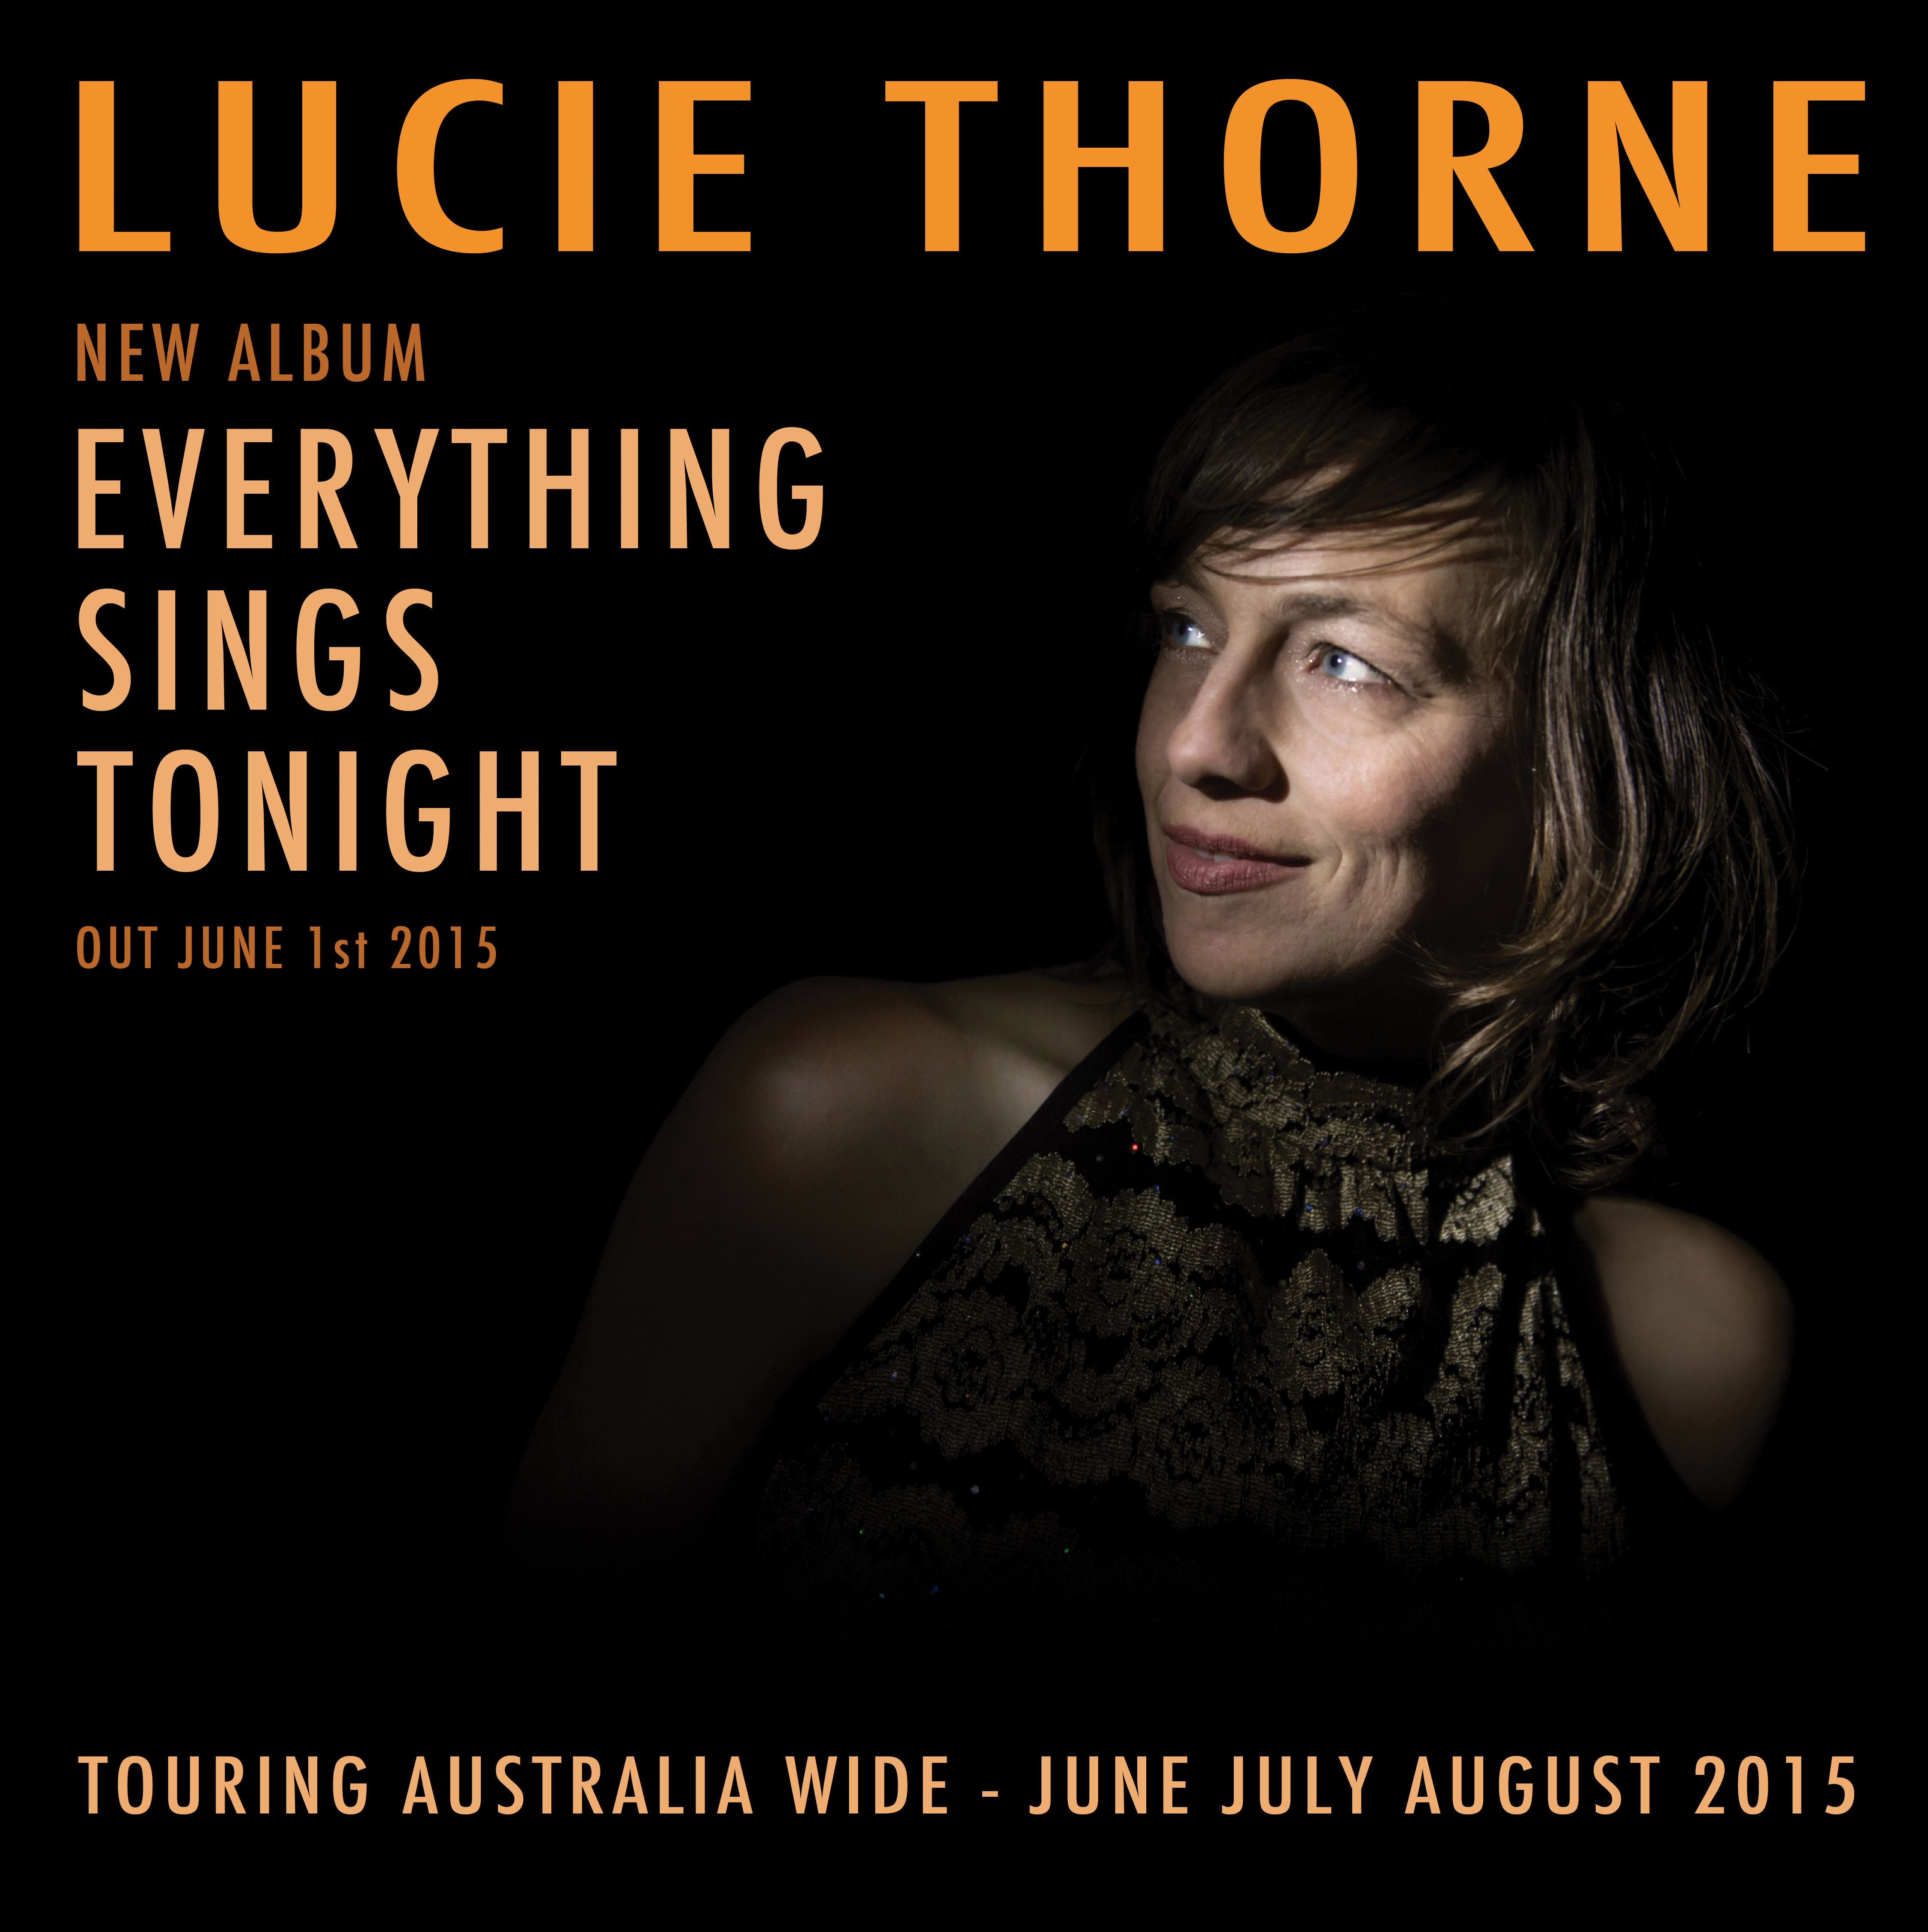 LUCIE THORNE
NEW ALBUM
EVERYTHING
SINGS
TONIGHT
OUT JUNE 1st 2015
TOURING AUSTRALIA WIDE - JUNE JULY AUGUST 2015